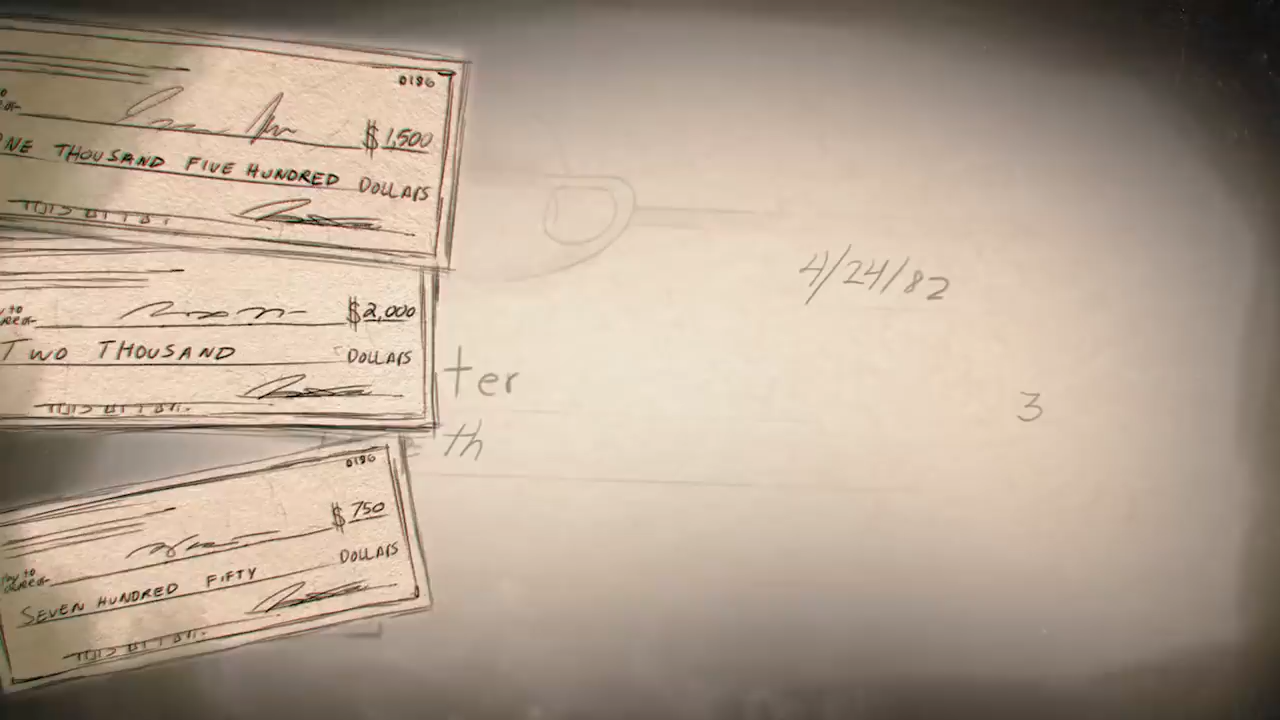 0186
$ 1,500
ONE THOUSAND FIVE HUNDRED DOLLARS
$ 2,000
TWO THOUSAND DOLLARS
0186
$ 750
DOLLARS
SEVEN HUNDRED FIFTY
4/24/82
ter
3
th